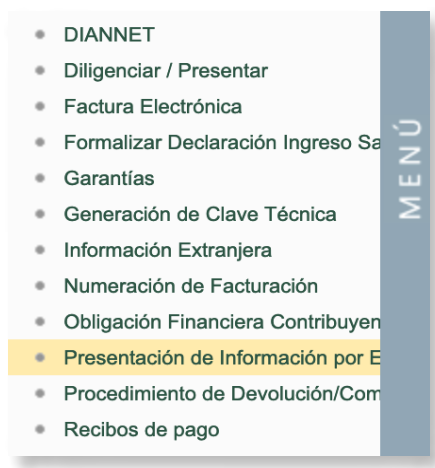 DIANNET
Diligenciar / Presentar
Factura Electrónica
Formalizar Declaración Ingreso Sa
Garantías
Generación de Clave Técnica
Información Extranjera
Numeración de Facturación
Obligación Financiera Contribuyen
Presentación de Información por E
Procedimiento de Devolución/Com
Recibos de pago
MENÚ